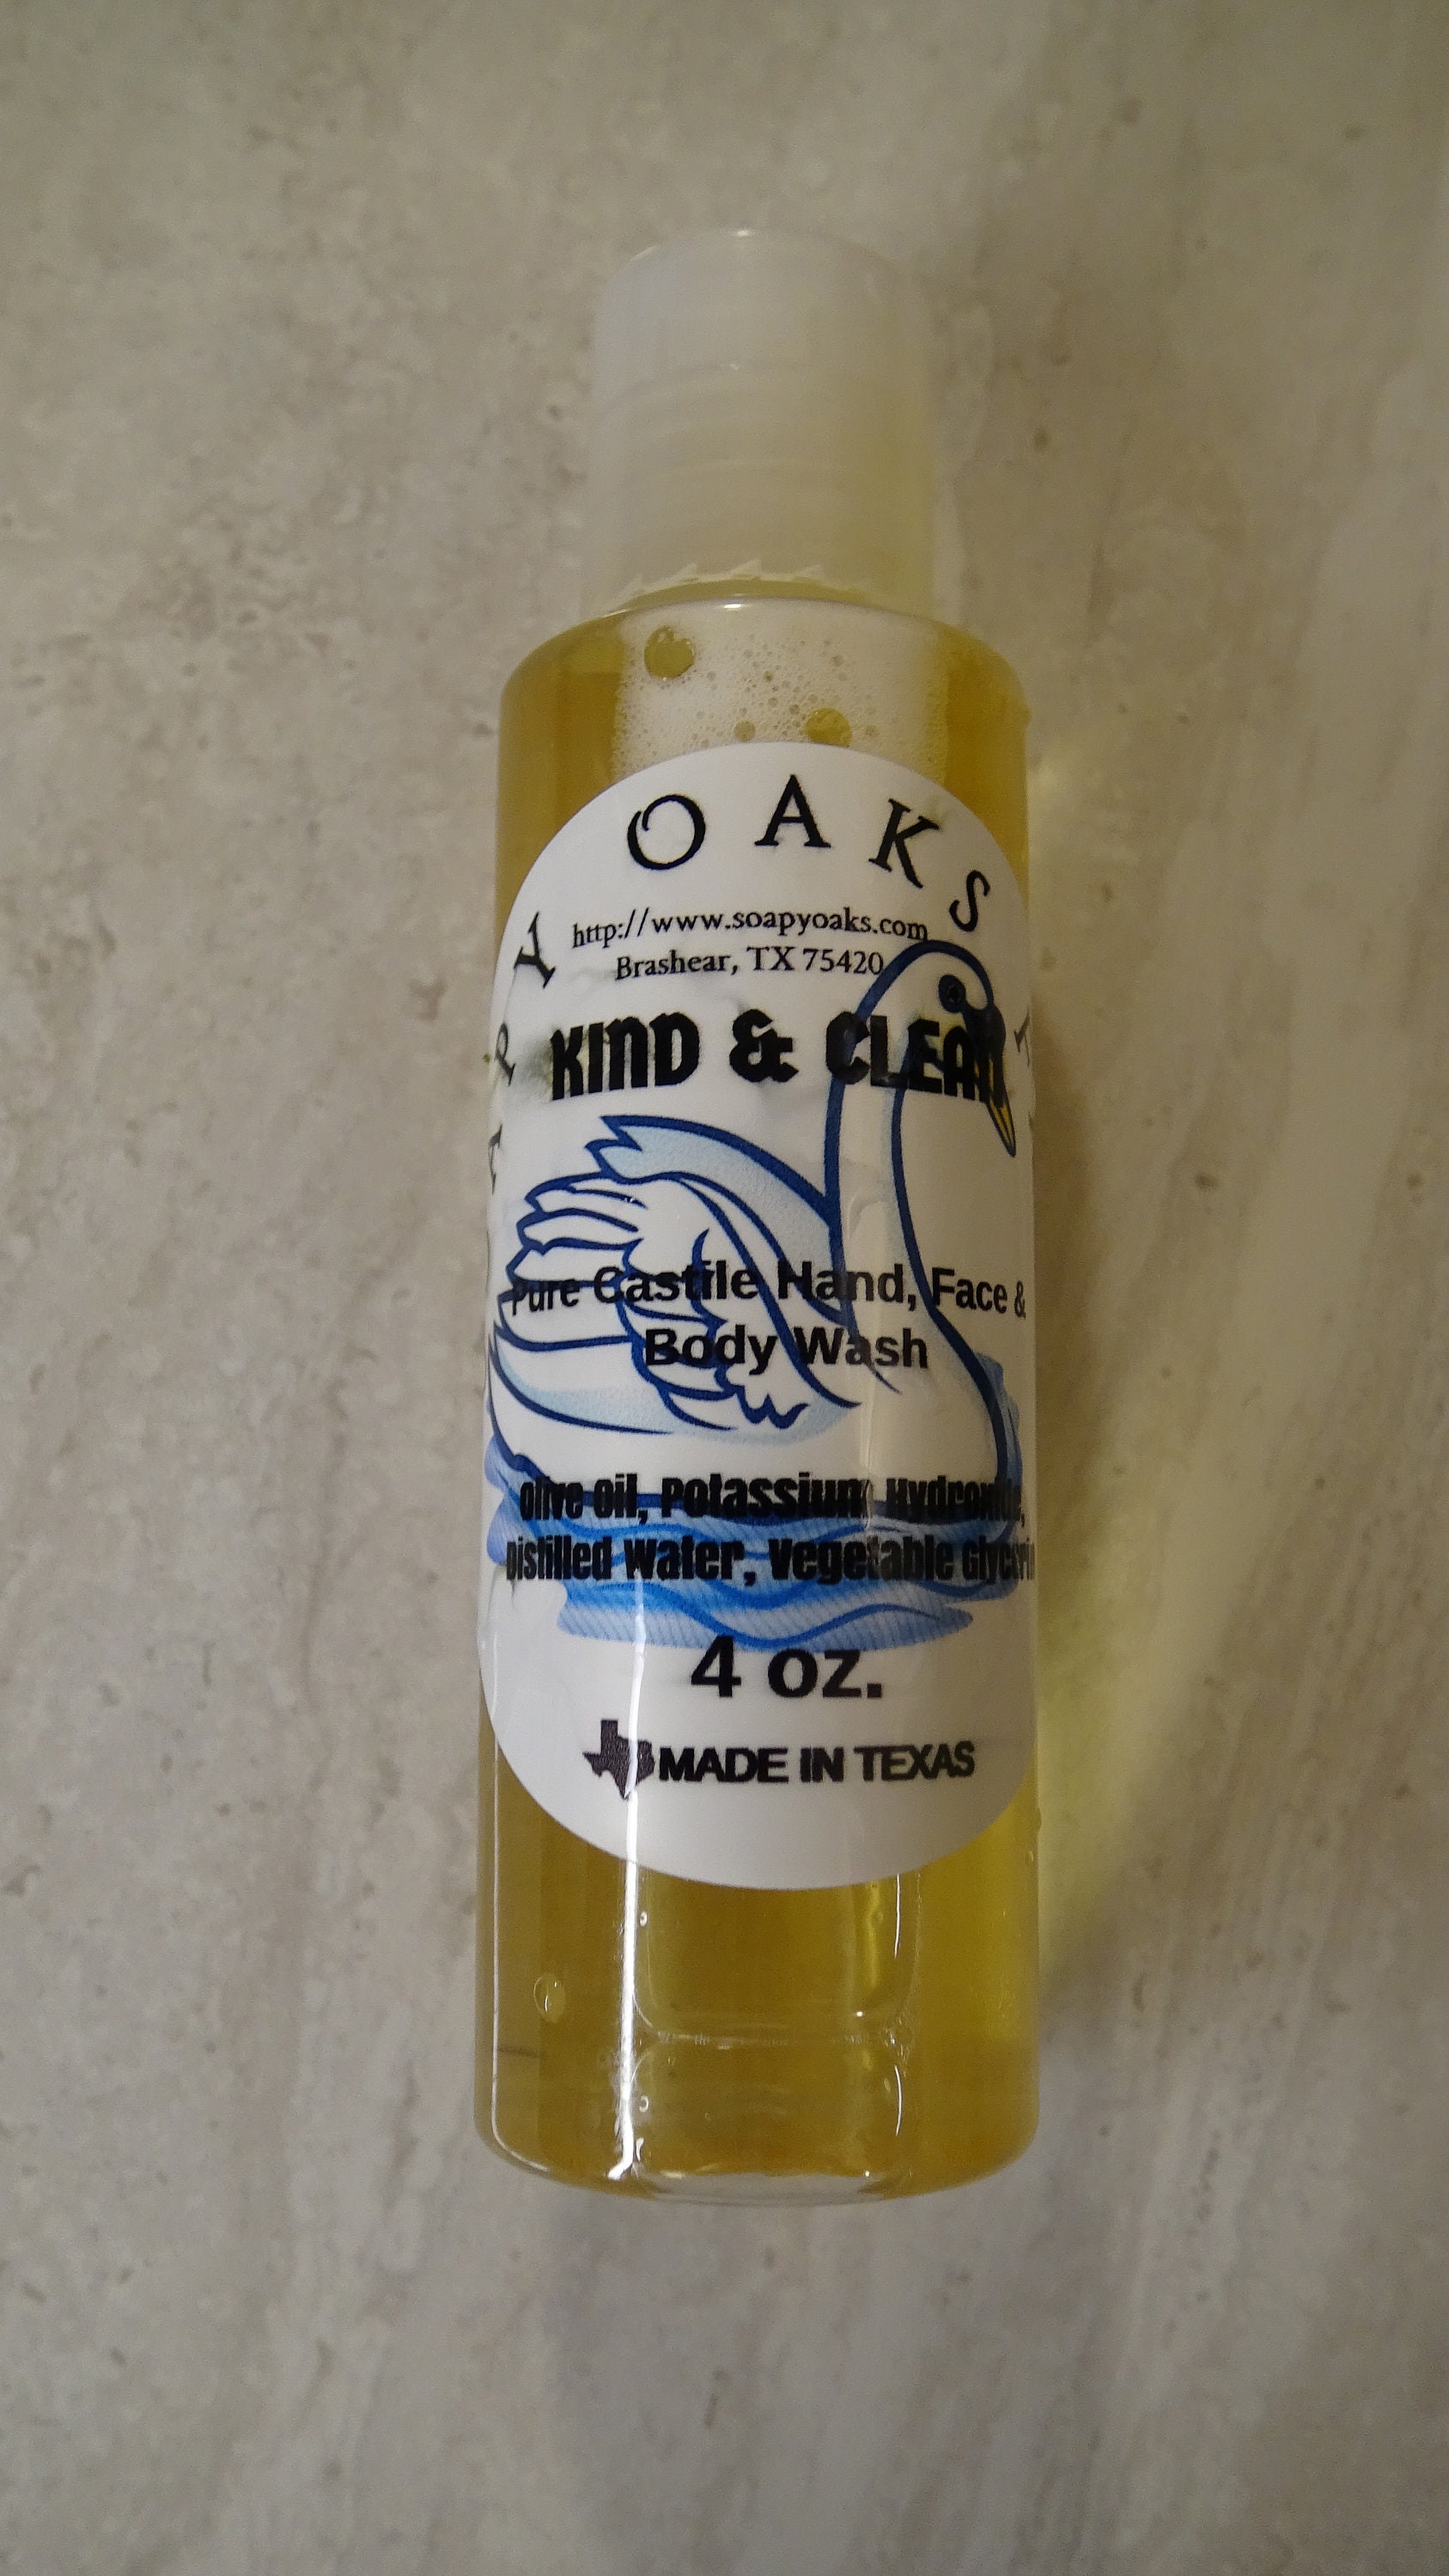 OAKS
http://www.soapyoaks.com
Brashear, TX 75420
KIND & CLEAN
Pure Castile Hand, Face &
Body Wash
Olive Oil, Potassium Hydroxide,
Distilled Water, Vegetable Glycerin
4 oz.
MADE IN TEXAS